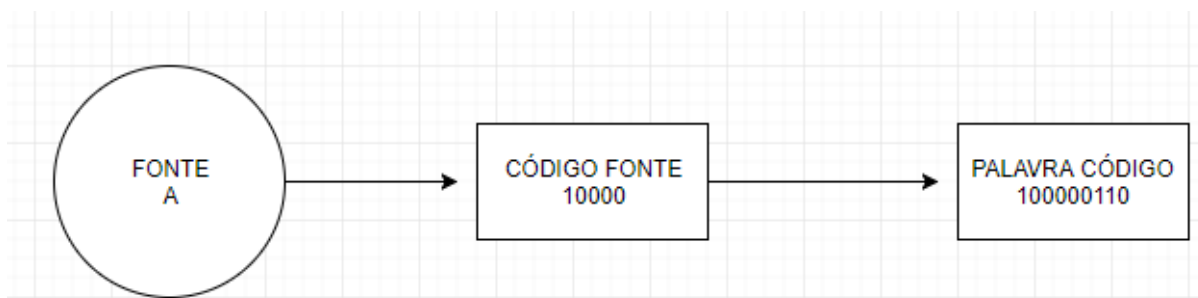 FONTE
A
CÓDIGO FONTE
10000
PALAVRA CÓDIGO
100000110